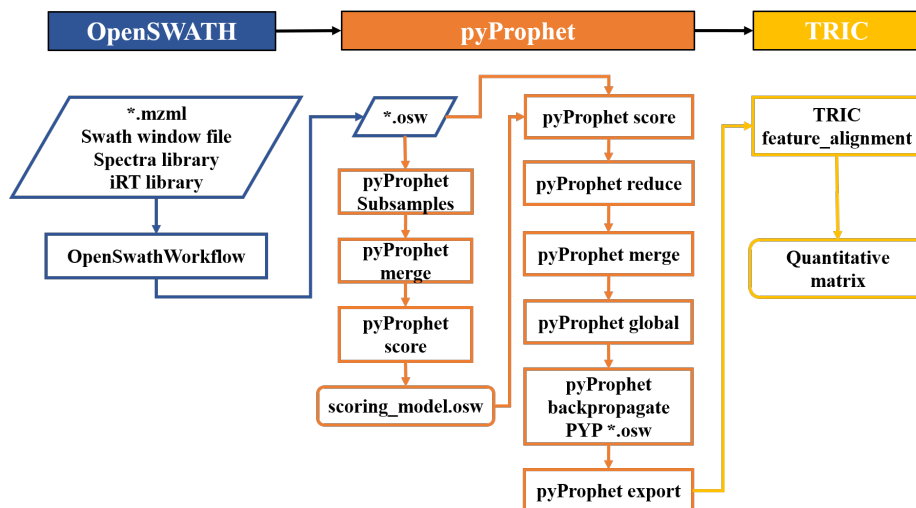 OpenSWATH
pyProphet
TRIC
*.mzml
Swath window file
Spectra library
iRT library
OpenSwathWorkflow
*.osw
pyProphet
Subsamples
pyProphet
merge
pyProphet
score
scoring_model.osw
pyProphet score
pyProphet reduce
pyProphet merge
pyProphet global
pyProphet
backpropagate
PYP *.osw
pyProphet export
TRIC
feature_alignment
Quantitative
matrix